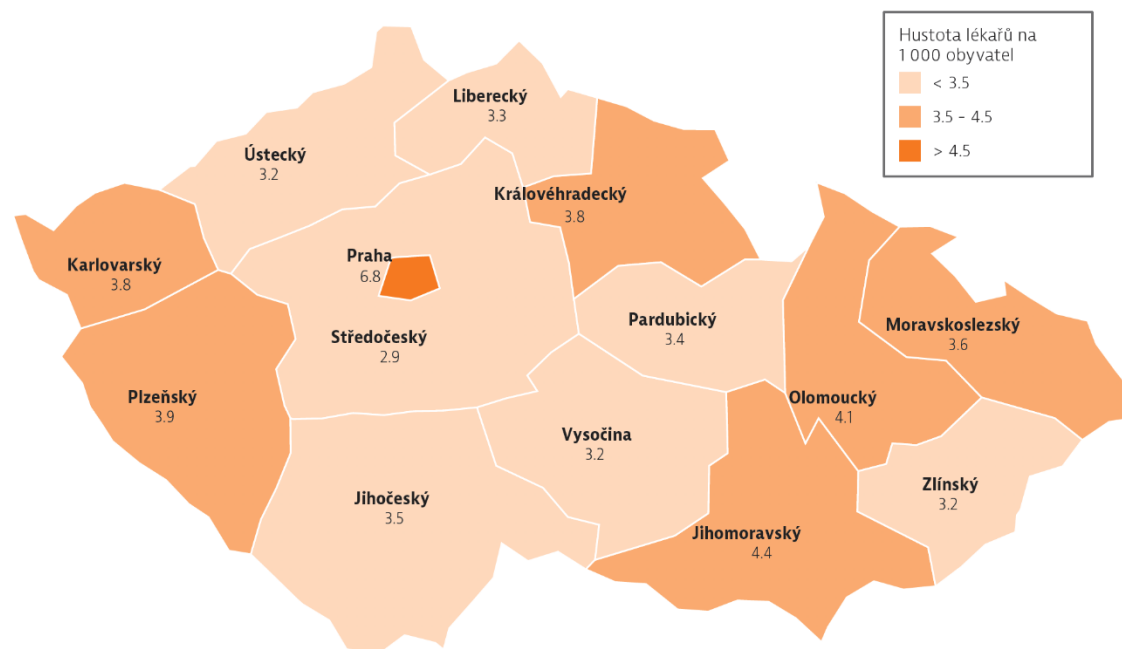 Hustota lékařů na
1 000 obyvatel
< 3.5
3.5 – 4.5
> 4.5
Liberecký
3.3
Ústecký
3.2
Královéhradecký
3.8
Praha
6.8
Karlovarský
3.8
Pardubický
3.4
Moravskoslezský
3.6
Středočeský
2.9
Plzeňský
3.9
Olomoucký
4.1
Vysočina
3.2
Zlínský
3.2
Jihočeský
3.5
Jihomoravský
4.4